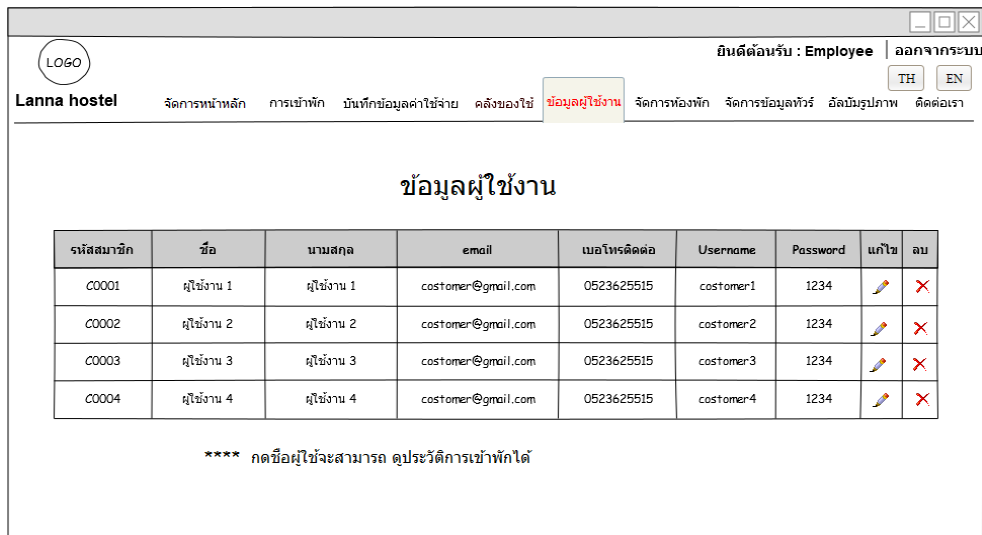 ยินดีต้อนรับ : Employee ออกจากระบบ
LOGO
TH EN
Lanna hostel จัดการหน้าหลัก การเข้าพัก บันทึกข้อมูลค่าใช้จ่าย คลังของใช้ ข้อมูลผู้ใช้งาน จัดการห้องพัก จัดการข้อมูลทัวร์ อัลบัมรูปภาพ ติดต่อเรา
ข้อมูลผู้ใช้งาน
รหัสสมาชิก ชื่อ นามสกุล email เบอโทรติดต่อ Username Password แก้ไข ลบ
C0001 ผู้ใช้งาน 1 ผู้ใช้งาน 1 costomer@gmail.com 0523625515 costomer1 1234
C0002 ผู้ใช้งาน 2 ผู้ใช้งาน 2 costomer@gmail.com 0523625515 costomer2 1234
C0003 ผู้ใช้งาน 3 ผู้ใช้งาน 3 costomer@gmail.com 0523625515 costomer3 1234
C0004 ผู้ใช้งาน 4 ผู้ใช้งาน 4 costomer@gmail.com 0523625515 costomer4 1234
**** กดชื่อผู้ใช้จะสามารถ ดูประวัติการเข้าพักได้